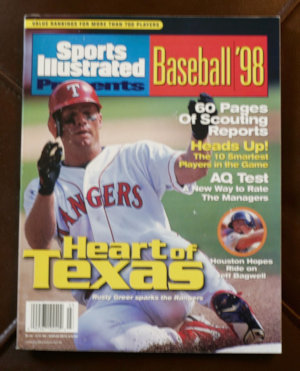 VALUE RANKINGS FOR MORE THAN 700 PLAYERS
Sports
Illustrated
Presents
Baseball '98
60 Pages
Of Scouting
Reports
Heads Up!
The 10 Smartest
Players in the Game
AQ Test
A New Way to Rate
The Managers
T
RANGERS
Heart of
Texas
Rusty Greer sparks the Rangers
Houston Hopes
Ride on
Jeff Bagwell